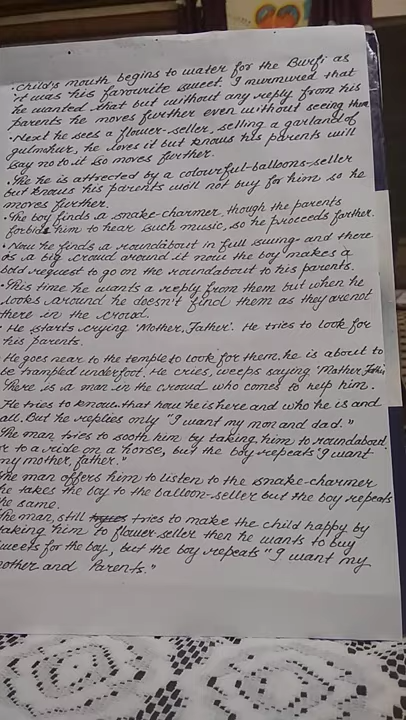 • Child's mouth begins to water for the Burfi as
it was his favourite sweet. I murmured that
he wanted that but without any reply from his
parents he moves further even without seeing them
• Next he sees a flower-seller, selling a garland of
gulmohur, he loves it but knows his parents will
say no to it so moves further.
• The he is attracted by a colourful-balloons-seller
but knows his parents will not buy for him so he
moves further.
• The boy finds a snake-charmer, though the parents
forbids him to hear such music, so he proceeds farther.
• Now he finds a roundabout in full swing and there
is a big crowd around it now the boy makes a
bold request to go on the roundabout to his parents.
• This time he wants a reply from them but when he
looks around he doesn't find them as they are not
there in the crowd.
• He starts crying 'Mother, Father'. He tries to look for
his parents.
He goes near to the temple to look for them, he is about to
be trampled underfoot. He cries, weeps saying 'Mother
There is a man in the crowd who comes to help him.
He tries to know that how he is here and who he is and
all. But he replies only "I want my mon and dad."
The man tries to sooth him by taking him to roundabout
or to a ride on a horse, but the boy repeats "I want
my mother, father."
The man offers him to listen to the snake-charmer
he takes the boy to the balloon-seller but the boy repeats
the same.
The man, still tries to make the child happy by
taking him to flower-seller then he wants to buy
sweets for the boy, but the boy repeats "I want my
mother and Parents."